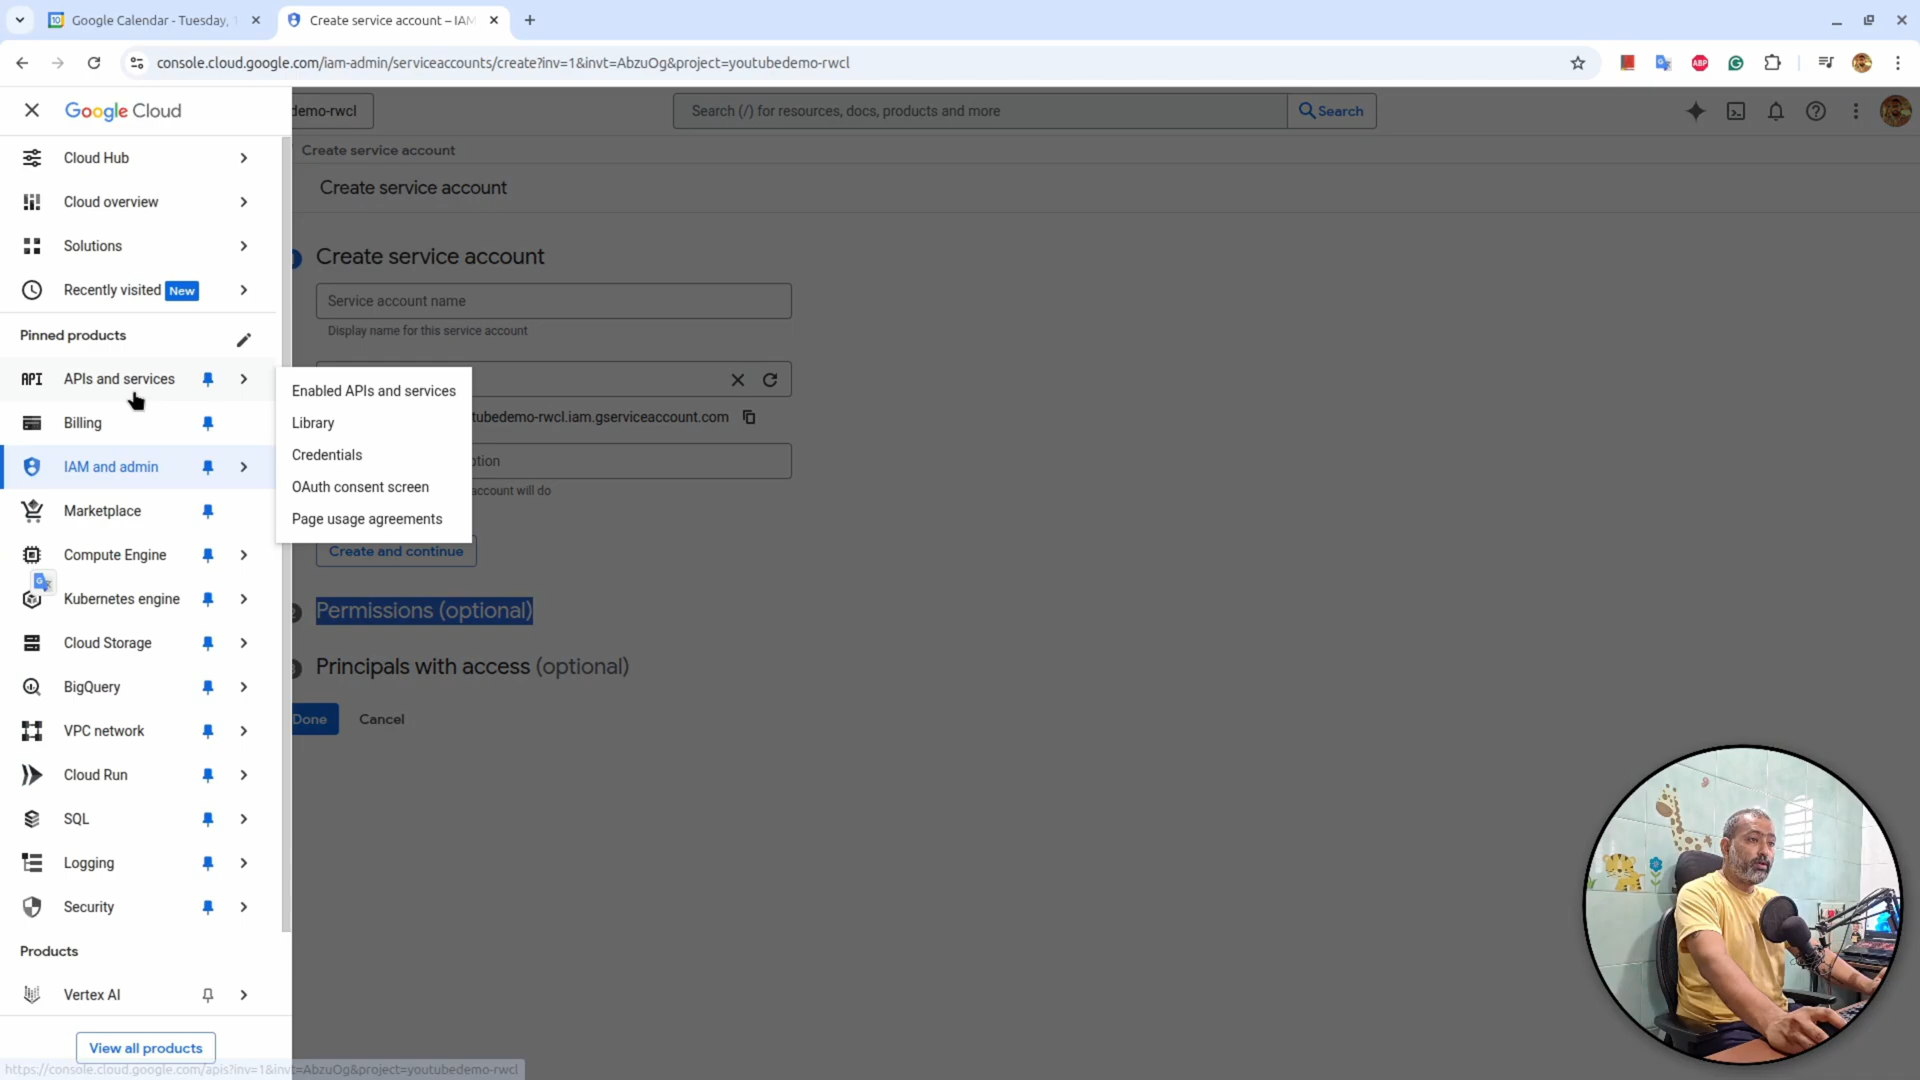 Google Calendar - Tuesday,
Create service account – IAM
console.cloud.google.com/iam-admin/serviceaccounts/create?inv=1&invt=AbzuOg&project=youtubedemo-rwcl
ABP
Google Cloud
demo-rwcl
Search (/) for resources, docs, products and more
Search
Cloud Hub
Cloud overview
Solutions
Recently visited New
Pinned products
API APIs and services
Billing
IAM and admin
Marketplace
Compute Engine
Kubernetes engine
Cloud Storage
BigQuery
VPC network
Cloud Run
SQL
Logging
Security
Products
Vertex AI
View all products
Enabled APIs and services
Library
Credentials
OAuth consent screen
Page usage agreements
Create service account
Create service account
Create service account
Service account name
Display name for this service account
tubedemo-rwcl.iam.gserviceaccount.com
ption
account will do
Create and continue
Permissions (optional)
Principals with access (optional)
Done
Cancel
https://console.cloud.google.com/apis?inv=1&invt=AbzuOg&project=youtubedemo-rwcl